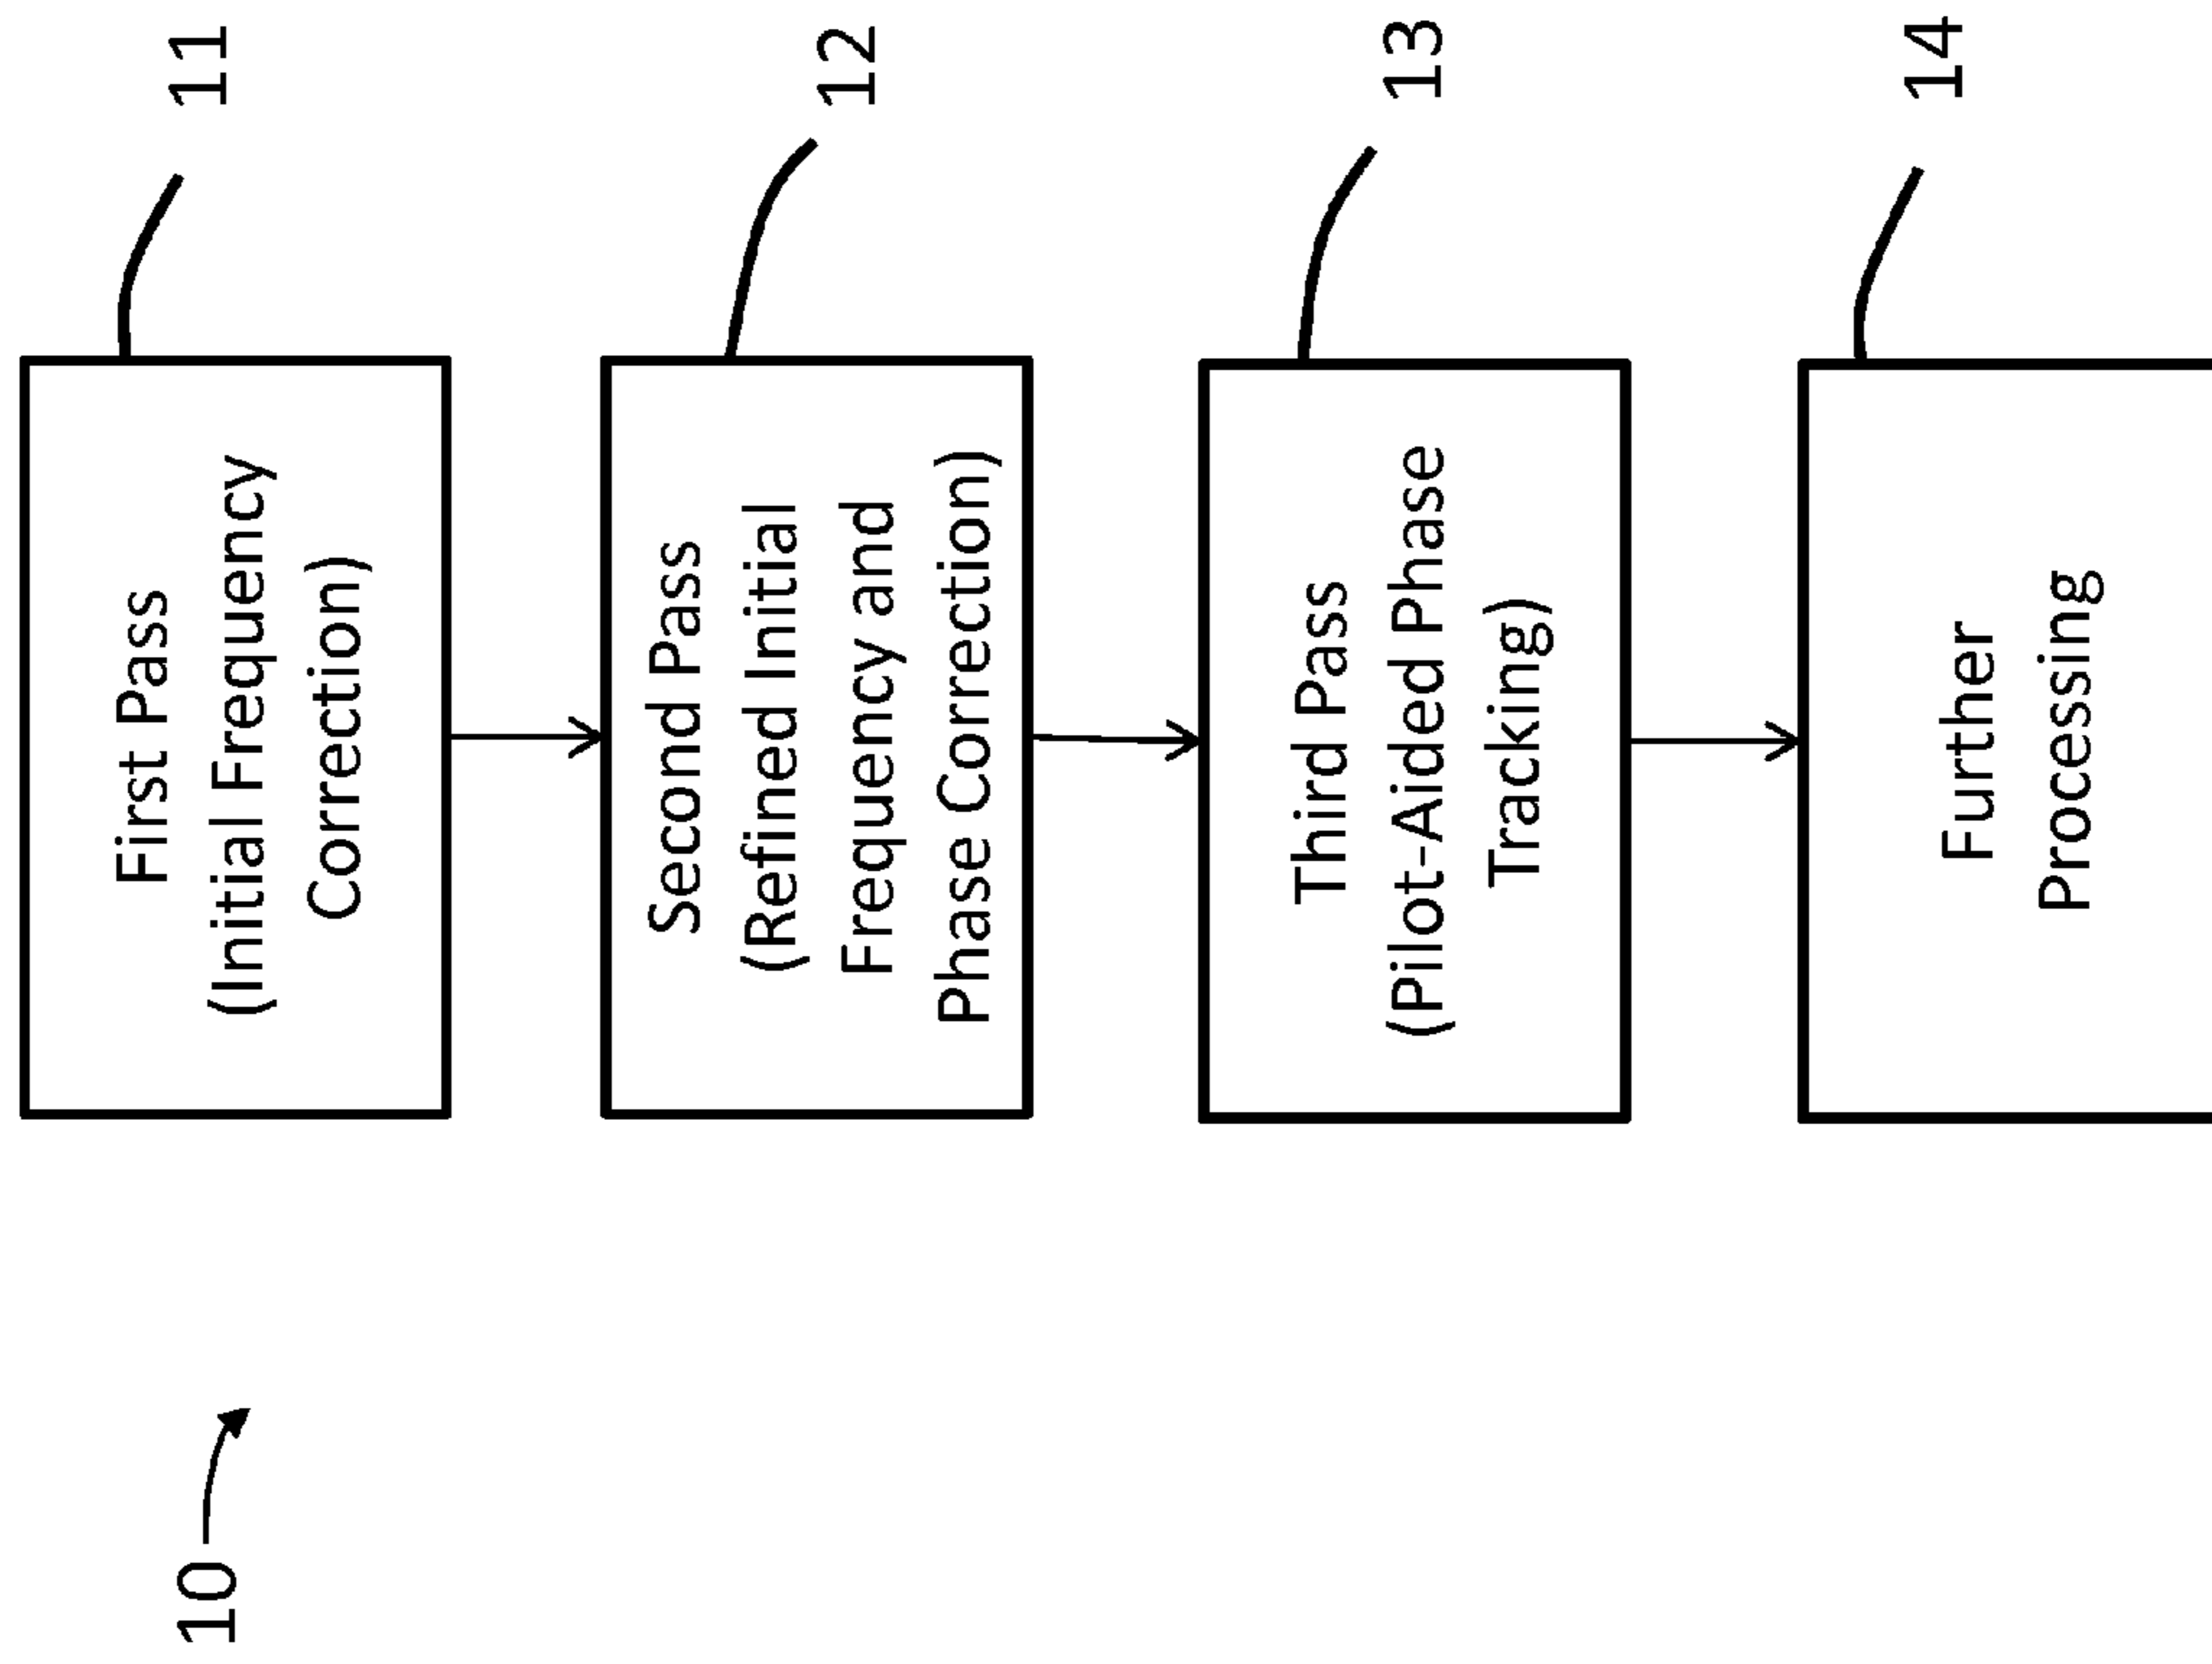 10
First Pass
(Initial Frequency
Correction)
11
Second Pass
(Refined Initial
Frequency and
Phase Correction)
12
Third Pass
(Pilot-Aided Phase
Tracking)
13
Further
Processing
14